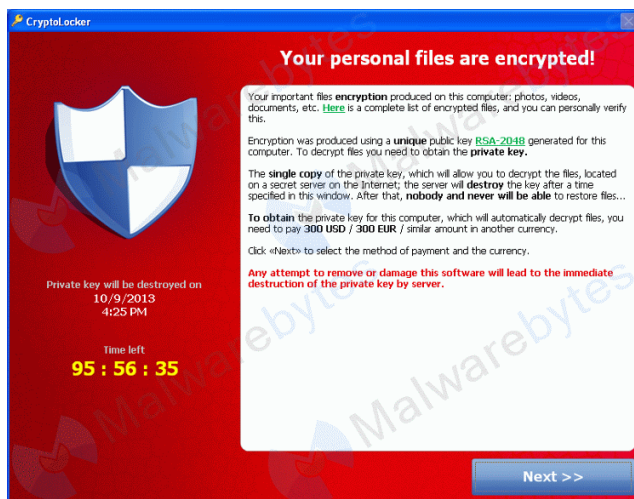 CryptoLocker
Your personal files are encrypted!
Your important files encryption produced on this computer: photos, videos,
documents, etc. Here is a complete list of encrypted files, and you can personally verify
this.
Encryption was produced using a unique public key RSA-2048 generated for this
computer. To decrypt files you need to obtain the private key.
The single copy of the private key, which will allow you to decrypt the files, located
on a secret server on the Internet; the server will destroy the key after a time
specified in this window. After that, nobody and never will be able to restore files...
To obtain the private key for this computer, which will automatically decrypt files, you
need to pay 300 USD / 300 EUR / similar amount in another currency.
Click «Next» to select the method of payment and the currency.
Any attempt to remove or damage this software will lead to the immediate
destruction of the private key by server.
Private key will be destroyed on
10/9/2013
4:25 PM
Time left
95 : 56 : 35
Next >>
Malwarebytes
Malwarebytes
Malwarebytes